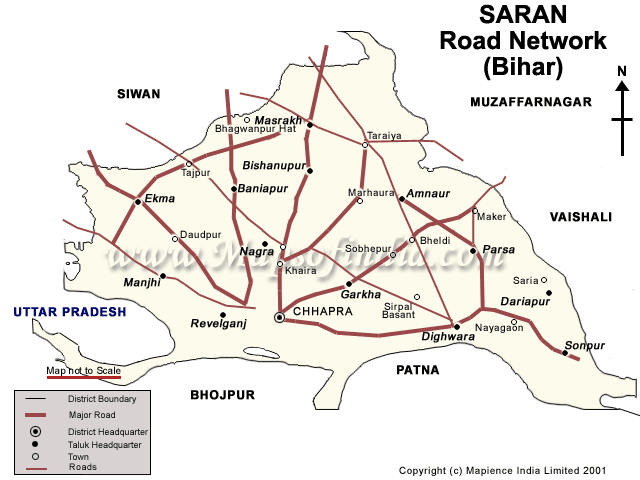 SARAN
Road Network
(Bihar)
N
SIWAN
MUZAFFARNAGAR
Masrakh
Bhagwanpur Hat
Taraiya
Bishanupur
Tajpur
Baniapur
Marhaura
Amnaur
Ekma
Maker
VAISHALI
Daudpur
Nagra
Bheldi
Sobhepur
Parsa
www.Mapsofindia.com
Khaira
Manjhi
Garkha
Saria
Dariapur
Sirpal
Basant
UTTAR PRADESH
CHHAPRA
Revelganj
Nayagaon
Dighwara
Sonpur
Map not to Scale
PATNA
BHOJPUR
District Boundary
Major Road
District Headquarter
Taluk Headquarter
Town
Roads
Copyright (c) Mapience India Limited 2001